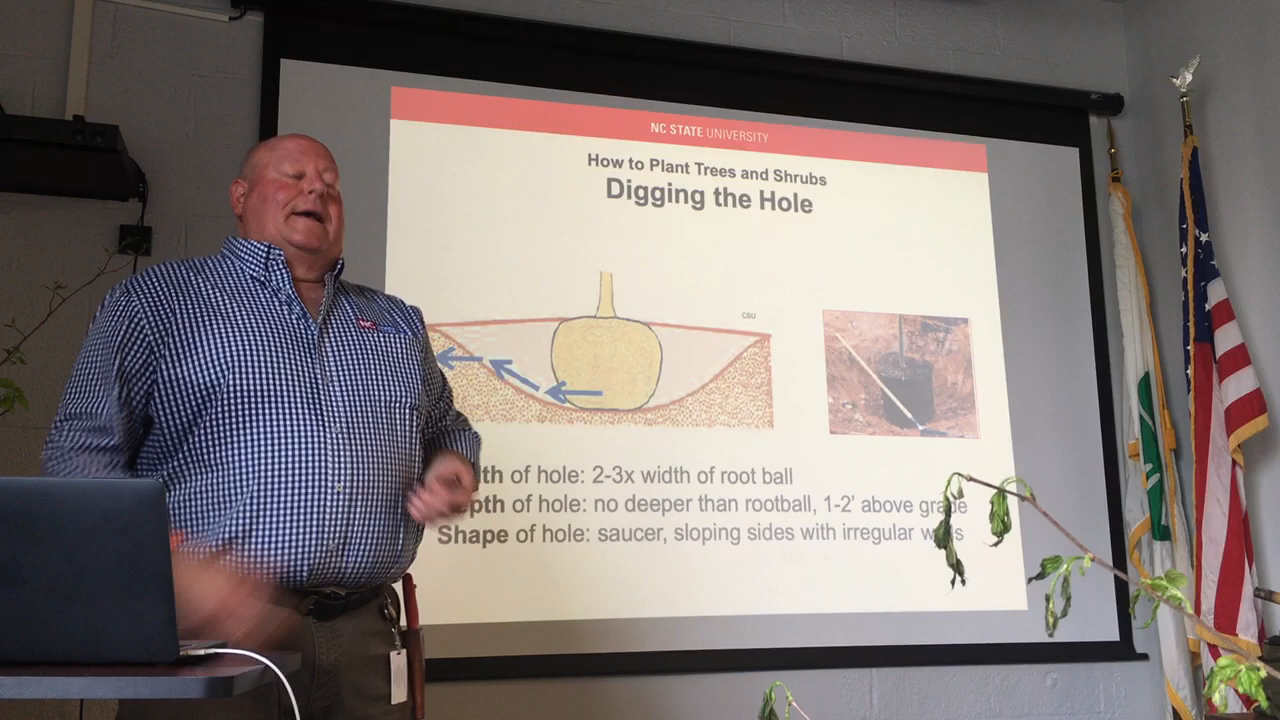 NC STATE UNIVERSITY
How to Plant Trees and Shrubs
Digging the Hole
CSU
of hole: 2-3x width of root ball
of hole: no deeper than rootball, 1-2' above grade
Shape of hole: saucer, sloping sides with irregular
NC